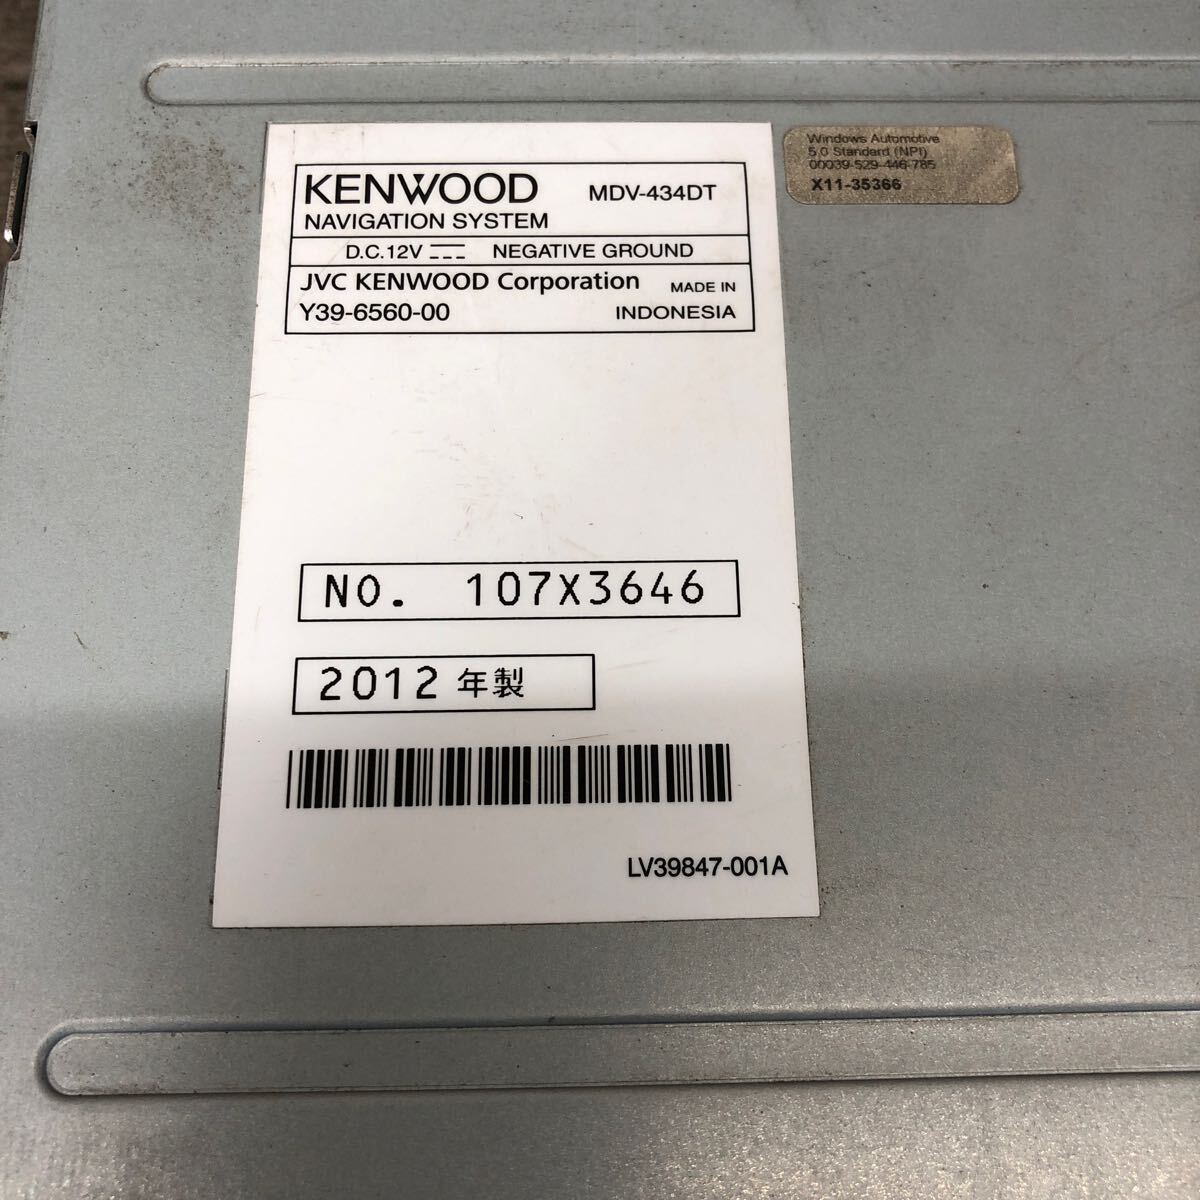 KENWOOD MDV-434DT
NAVIGATION SYSTEM
D.C.12V NEGATIVE GROUND
JVC KENWOOD Corporation MADE IN
Y39-6560-00 INDONESIA
NO. 107X3646
2012 年製
LV39847-001A
Windows Automotive
5.0 Standard (NPI)
00039-529-446-785
X11-35366